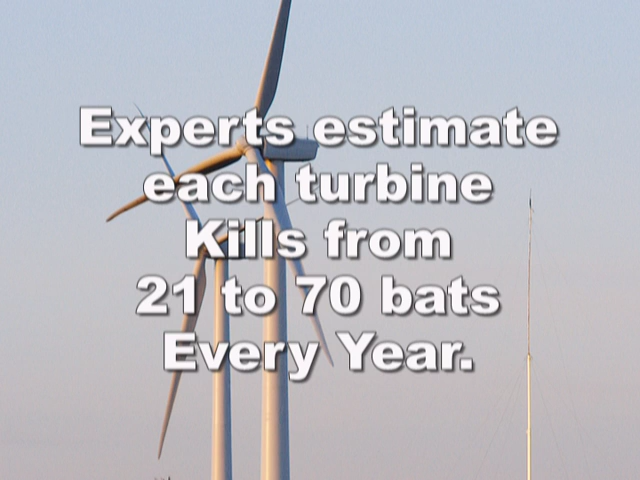 Experts estimate
each turbine
Kills from
21 to 70 bats
Every Year.